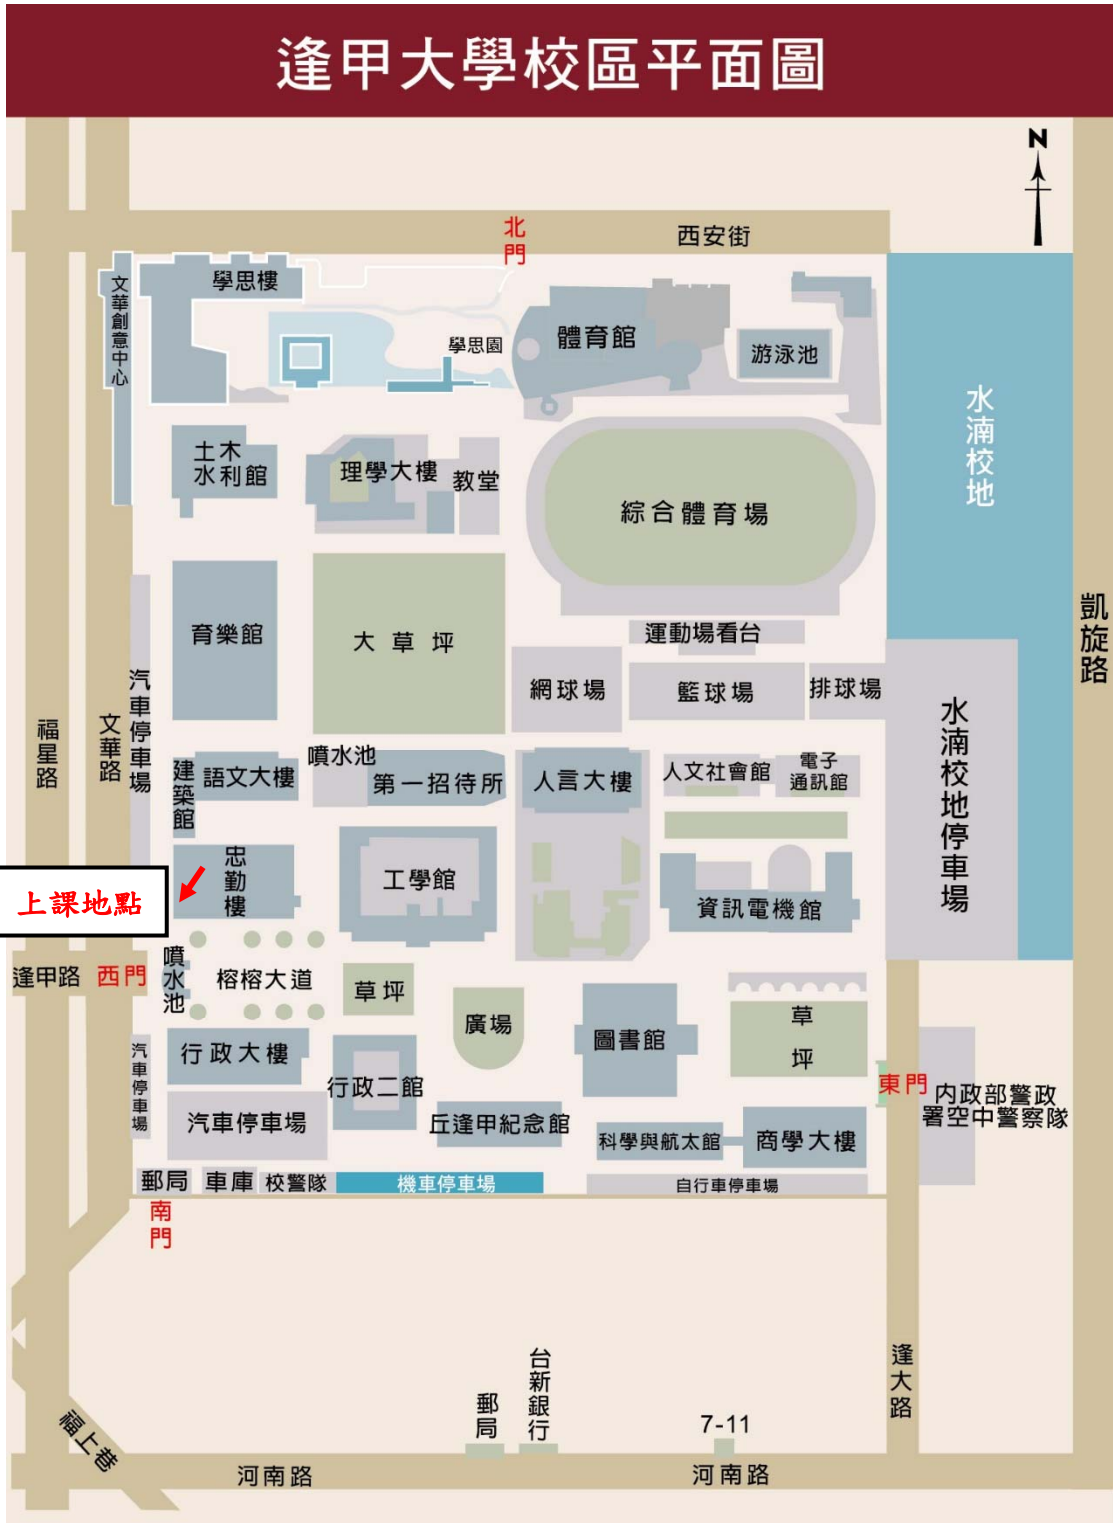 逢甲大學校區平面圖
N
北門
西安街
學思樓
文華創意中心
學思園
體育館
游泳池
水湳校地
土木
水利館
理學大樓
教堂
綜合體育場
凱旋路
育樂館
大草坪
運動場看台
網球場
籃球場
排球場
汽車停車場
福星路
文華路
水湳校地停車場
建築館
語文大樓
噴水池
第一招待所
人言大樓
人文社會館
電子
通訊館
忠勤樓
工學館
資訊電機館
上課地點
逢甲路
西門
噴水池
榕榕大道
草坪
廣場
圖書館
草坪
行政大樓
行政二館
汽車停車場
東門
內政部警政
署空中警察隊
汽車停車場
丘逢甲紀念館
科學與航太館
商學大樓
郵局
車庫
校警隊
機車停車場
自行車停車場
南門
逢大路
台新銀行
郵局
7-11
福上巷
河南路
河南路